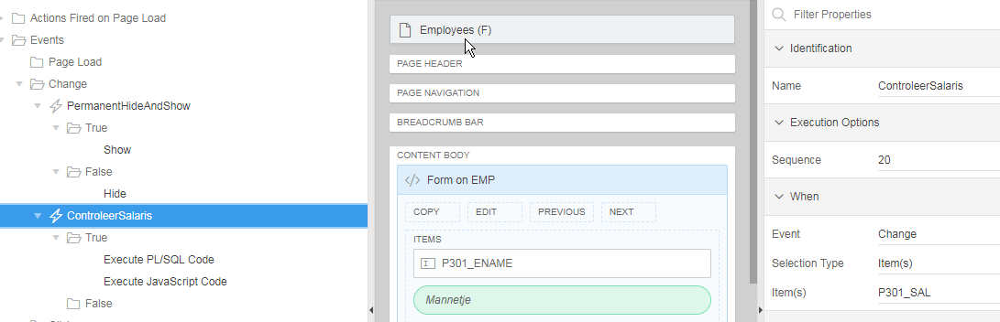 Actions Fired on Page Load
Events
Page Load
Change
PermanentHideAndShow
True
Show
False
Hide
ControleerSalaris
True
Execute PL/SQL Code
Execute JavaScript Code
False
Employees (F)
PAGE HEADER
PAGE NAVIGATION
BREADCRUMB BAR
CONTENT BODY
Form on EMP
COPY EDIT PREVIOUS NEXT
ITEMS
P301_ENAME
Mannetje
Filter Properties
Identification
Name ControleerSalaris
Execution Options
Sequence 20
When
Event Change
Selection Type Item(s)
Item(s) P301_SAL